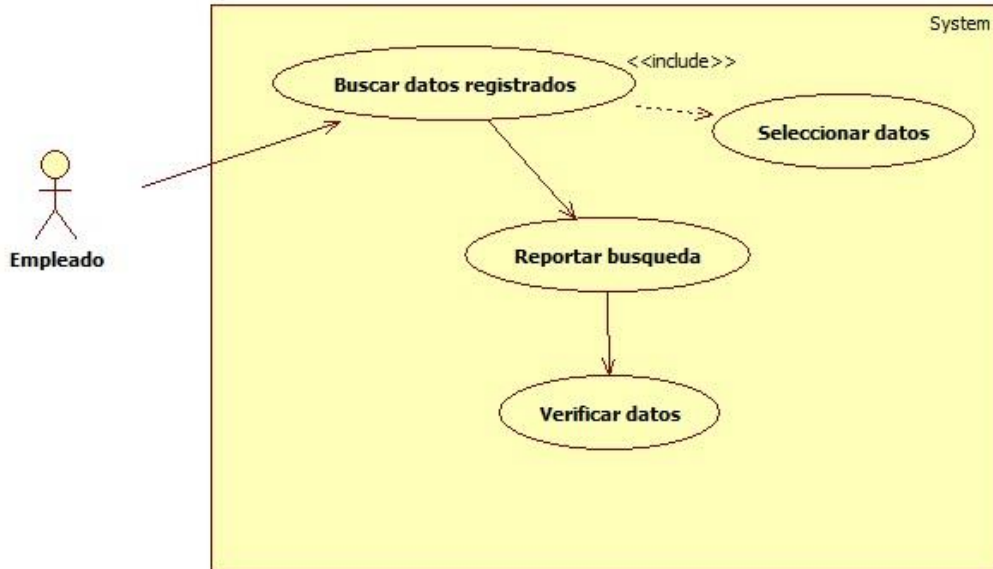 System
<<include>>
Buscar datos registrados
Seleccionar datos
Empleado
Reportar busqueda
Verificar datos